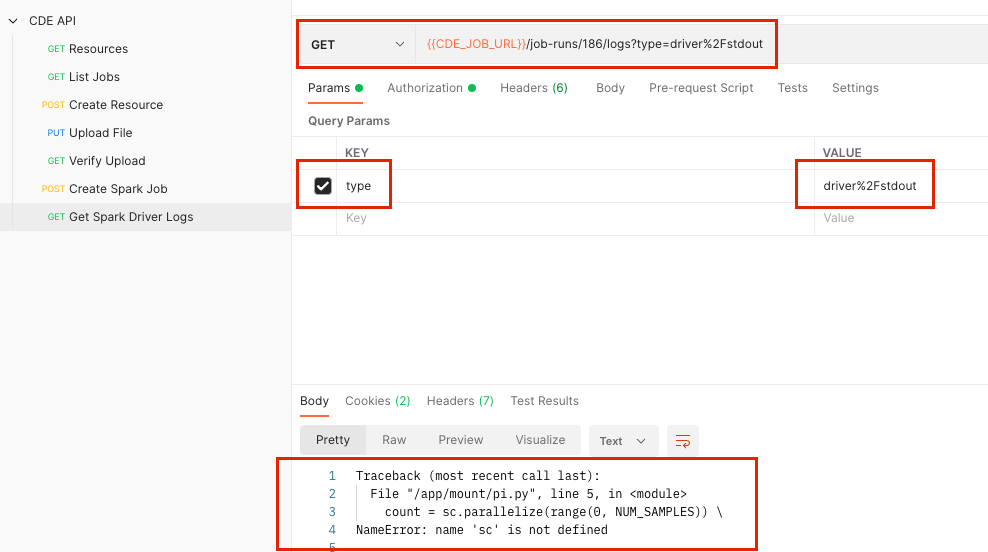 CDE API
GET Resources
GET List Jobs
POST Create Resource
PUT Upload File
GET Verify Upload
POST Create Spark Job
GET Get Spark Driver Logs
GET {{CDE_JOB_URL}}/job-runs/186/logs?type=driver%2Fstdout
Params Authorization Headers (6) Body Pre-request Script Tests Settings
Query Params
KEY VALUE
type driver%2Fstdout
Key Value
Body Cookies (2) Headers (7) Test Results
Pretty Raw Preview Visualize Text
1 Traceback (most recent call last):
2 File "/app/mount/pi.py", line 5, in <module>
3 count = sc.parallelize(range(0, NUM_SAMPLES)) \
4 NameError: name 'sc' is not defined
5